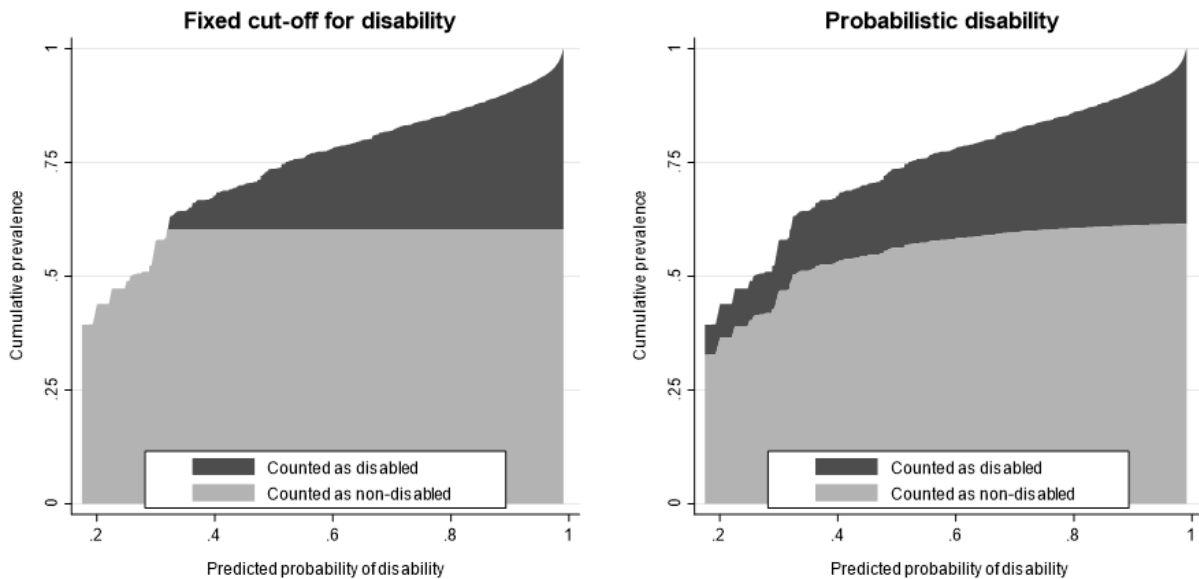 Fixed cut-off for disability
Cumulative prevalence
1
.75
.5
.25
0
Counted as disabled
Counted as non-disabled
.2 .4 .6 .8 1
Predicted probability of disability
Probabilistic disability
Cumulative prevalence
1
.75
.5
.25
0
Counted as disabled
Counted as non-disabled
.2 .4 .6 .8 1
Predicted probability of disability